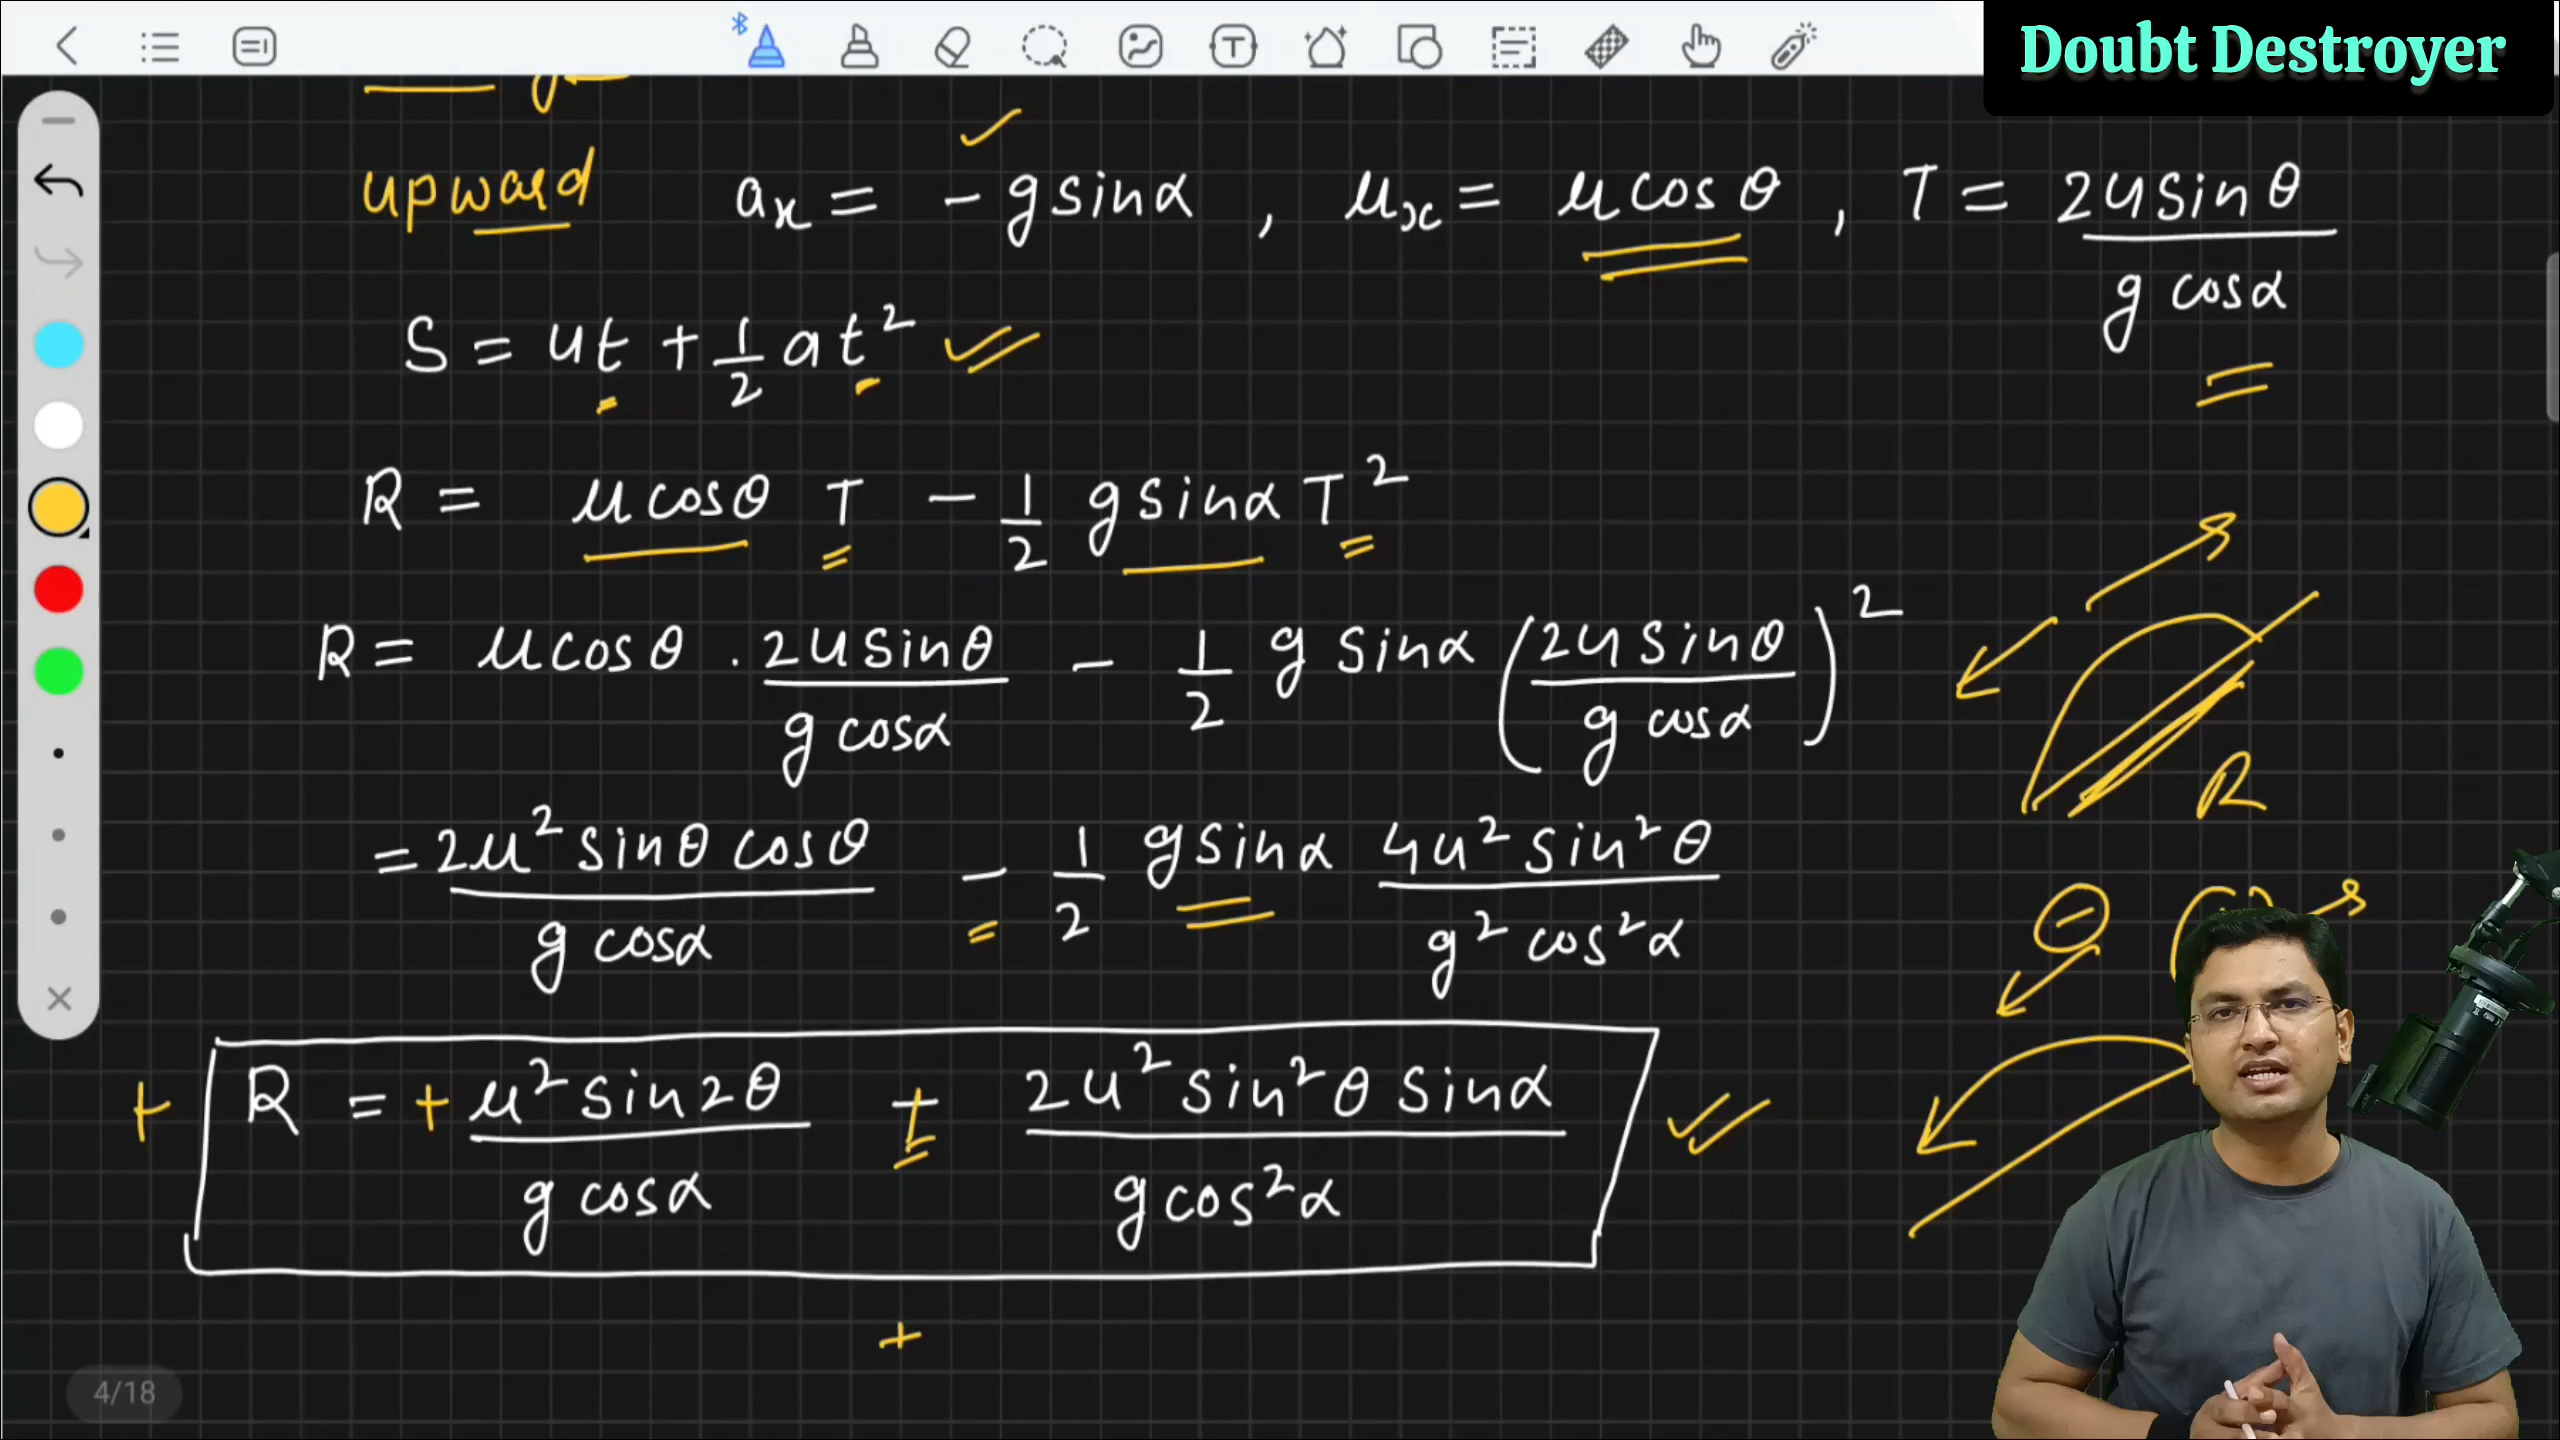 Doubt Destroyer
upward aₓ = - g sinα , uₓ = u cosθ , T = 2u sinθ / g cosα
S = ut + 1/2 at²
R = u cosθ T - 1/2 g sinα T²
R = u cosθ . 2u sinθ / g cosα - 1/2 g sinα (2u sinθ / g cosα)²
R
= 2u² sinθ cosθ / g cosα - 1/2 g sinα 4u² sin²θ / g² cos²α
-
+ R = + u² sin2θ / g cosα ± 2u² sin²θ sinα / g cos²α
+
4/18